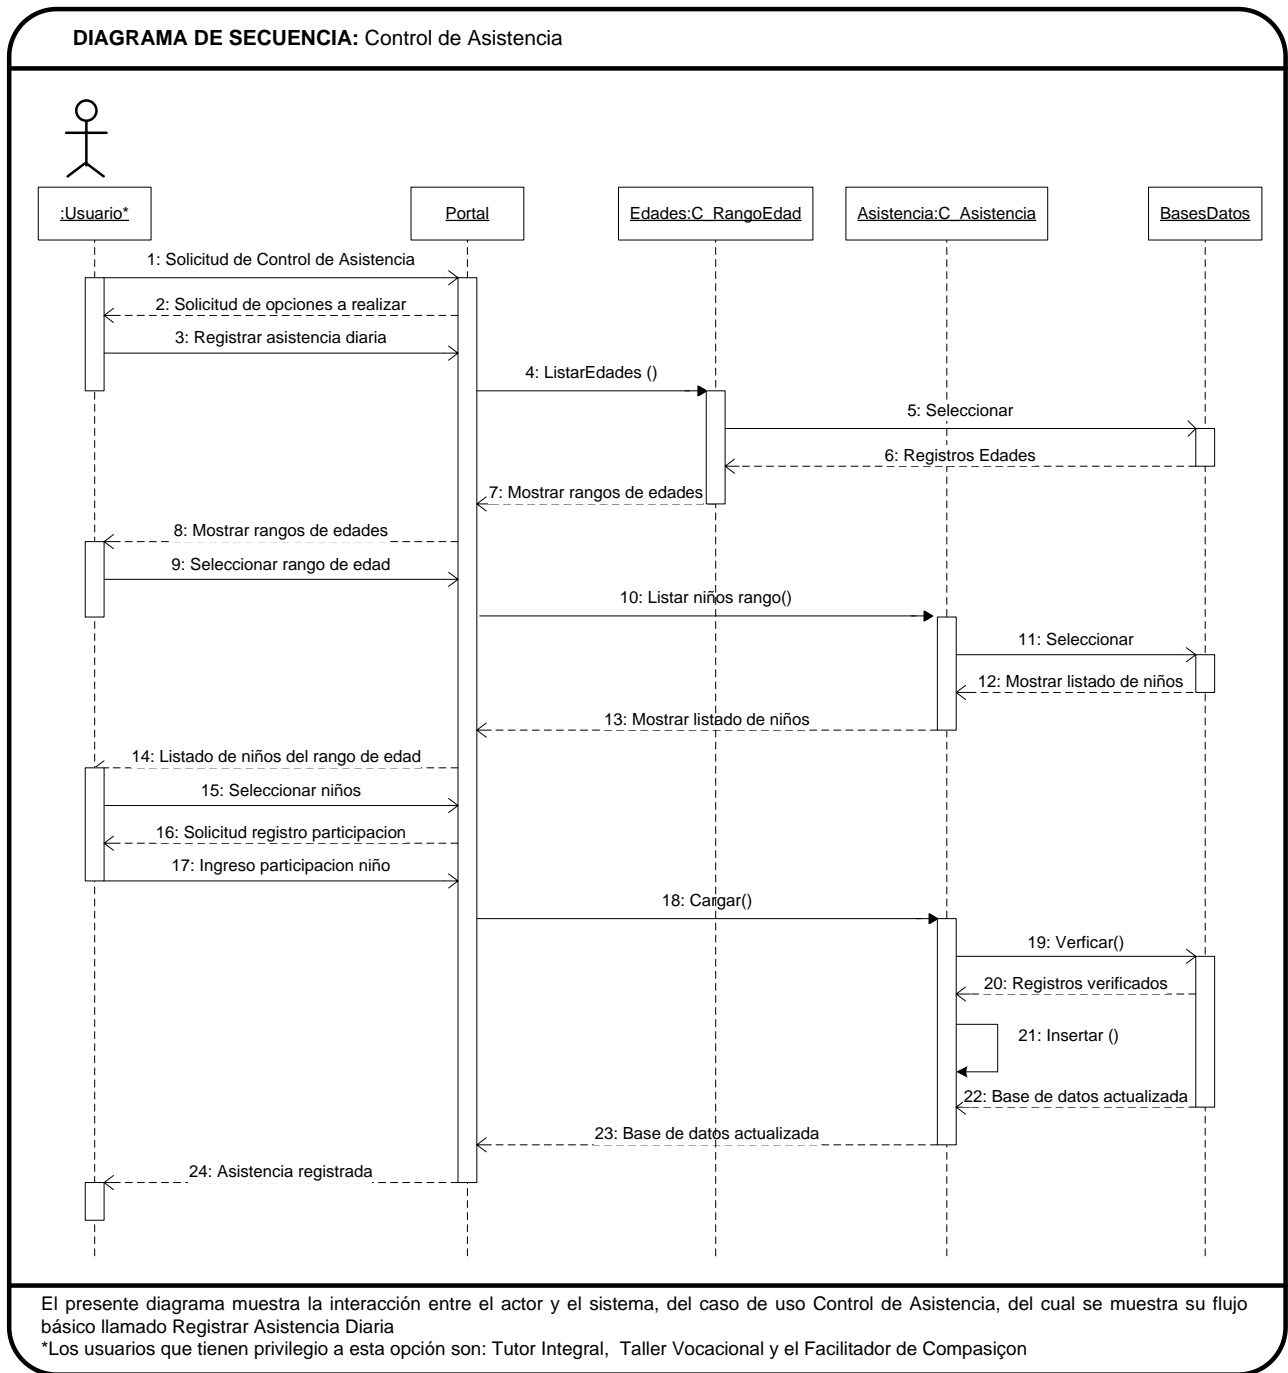 DIAGRAMA DE SECUENCIA: Control de Asistencia
:Usuario*
Portal
Edades:C_RangoEdad
Asistencia:C_Asistencia
BasesDatos
1: Solicitud de Control de Asistencia
2: Solicitud de opciones a realizar
3: Registrar asistencia diaria
4: ListarEdades ()
5: Seleccionar
6: Registros Edades
7: Mostrar rangos de edades
8: Mostrar rangos de edades
9: Seleccionar rango de edad
10: Listar niños rango()
11: Seleccionar
12: Mostrar listado de niños
13: Mostrar listado de niños
14: Listado de niños del rango de edad
15: Seleccionar niños
16: Solicitud registro participacion
17: Ingreso participacion niño
18: Cargar()
19: Verficar()
20: Registros verificados
21: Insertar ()
22: Base de datos actualizada
23: Base de datos actualizada
24: Asistencia registrada
El presente diagrama muestra la interacción entre el actor y el sistema, del caso de uso Control de Asistencia, del cual se muestra su flujo
básico llamado Registrar Asistencia Diaria
*Los usuarios que tienen privilegio a esta opción son: Tutor Integral, Taller Vocacional y el Facilitador de Compasiçon